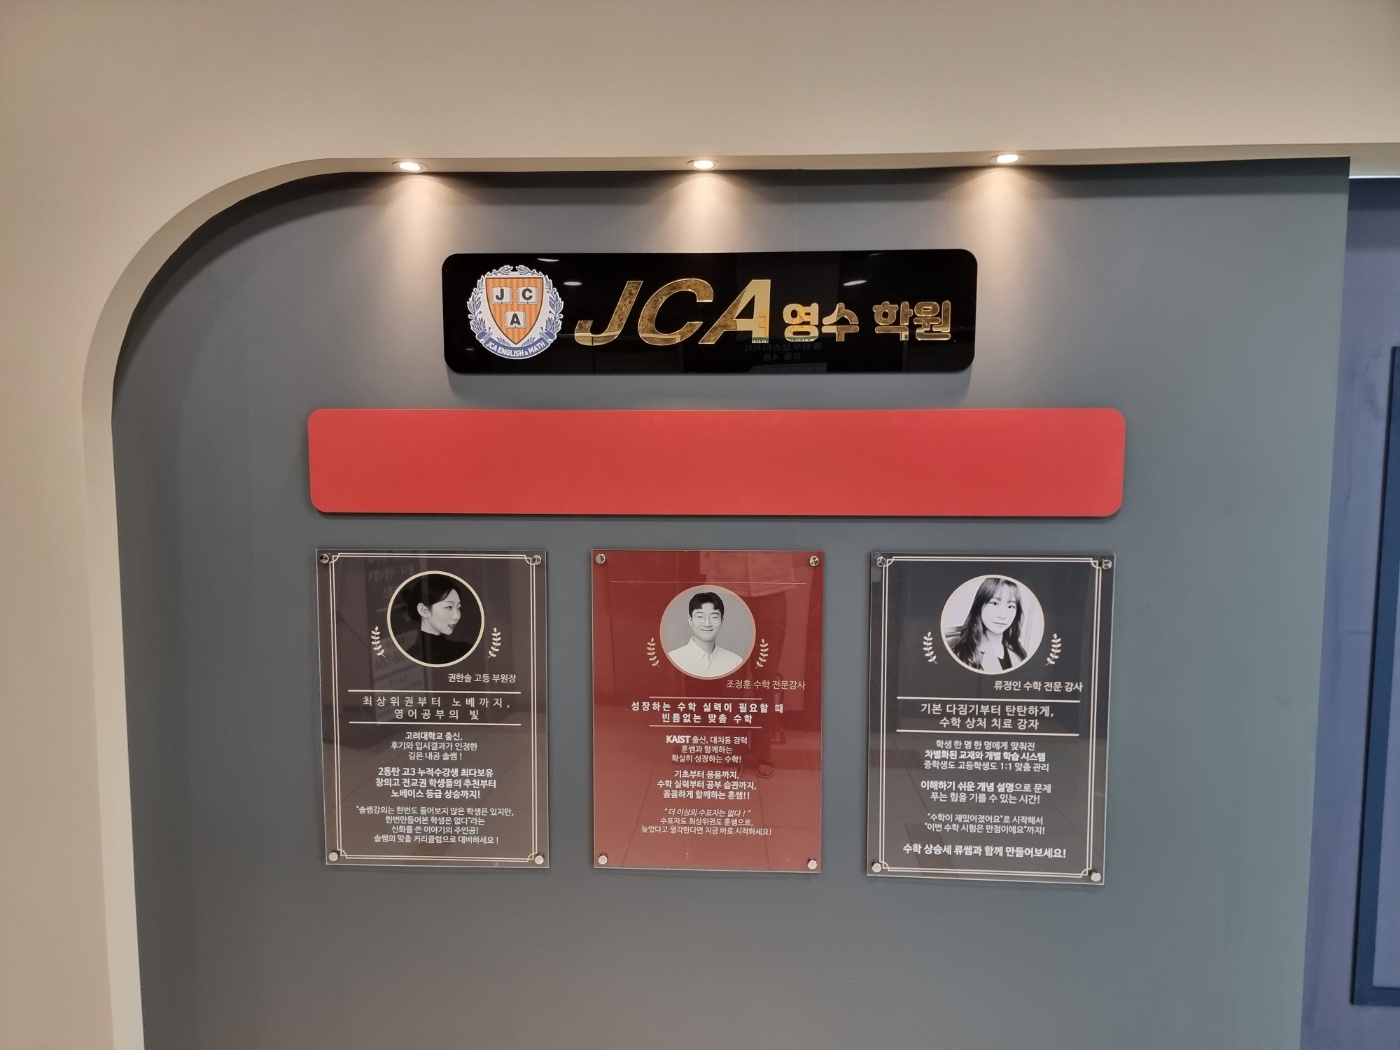 J C
A
JCA ENGLISH & MATH
JCA 영수 학원
권한솔 고등 부원장
최상위권부터 노베까지,
영어공부의 빛
고려대학교 출신,
후기와 입시결과가 인정한
깊은 내공 솔쌤 !
2동탄 고3 누적수강생 최다보유
창의고 전교권 학생들의 추천부터
노베이스 등급 상승까지!
"솔쌤강의는 한번도 들어보지 않은 학생은 있지만,
한번만들어본 학생은 없다"라는
신화를 쓴 이야기의 주인공!
솔쌤의 맞춤 커리큘럼으로 대비하세요 !
조정훈 수학 전문강사
성장하는 수학 실력이 필요할 때
빈틈없는 맞춤 수학
KAIST 출신, 대치동 경력
훈쌤과 함께하는
확실히 성장하는 수학!
기초부터 응용까지,
수학 실력부터 공부 습관까지,
꼼꼼하게 함께하는 훈쌤!!
" 더 이상의 수포자는 없다 ! "
수포자도 최상위권도 훈쌤으로,
늦었다고 생각한다면 지금 바로 시작하세요!
류정인 수학 전문 강사
기본 다짐기부터 탄탄하게,
수학 상처 치료 강자
학생 한 명 한 명에게 맞춰진
차별화된 교재와 개별 학습 시스템
중학생도 고등학생도 1:1 맞춤 관리
이해하기 쉬운 개념 설명으로 문제
푸는 힘을 기를 수 있는 시간!
"수학이 재밌어졌어요"로 시작해서
"이번 수학 시험은 만점이에요"까지!
수학 상승세 류쌤과 함께 만들어보세요!